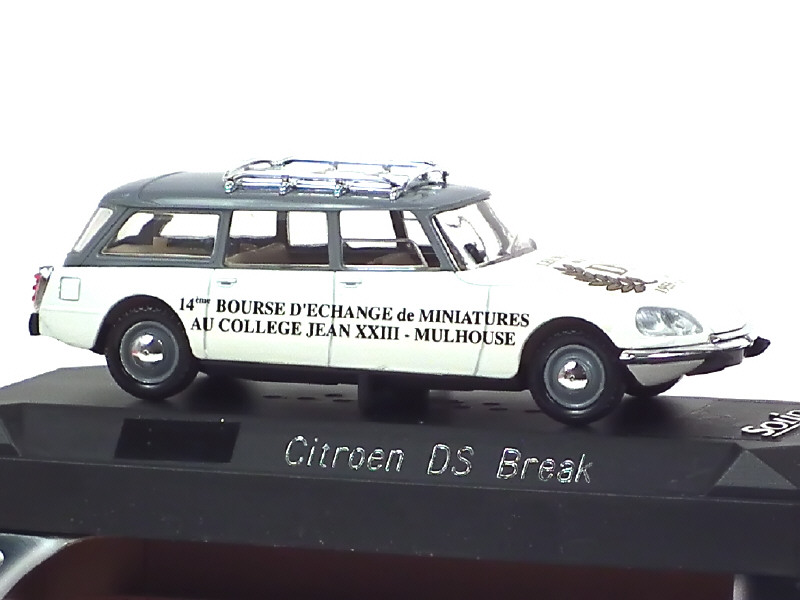 14ème BOURSE D'ECHANGE de MINIATURES
AU COLLEGE JEAN XXIII - MULHOUSE
Citroen DS Break